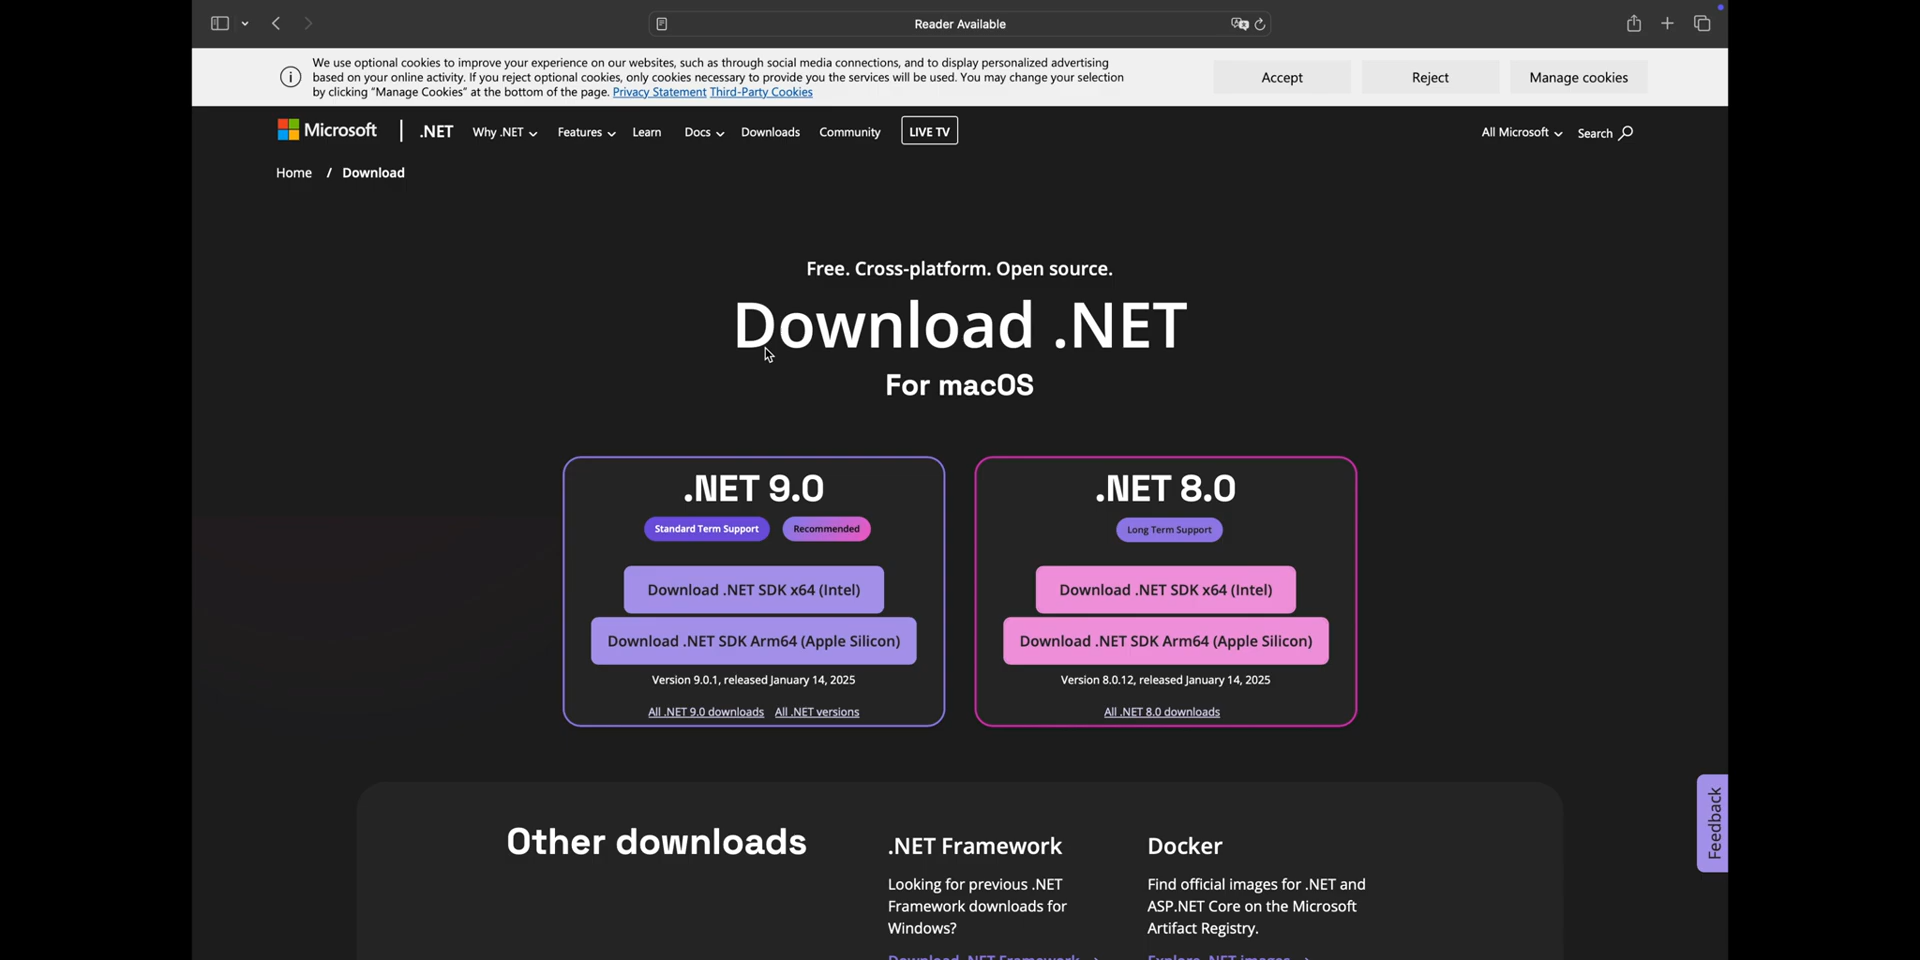 Reader Available
We use optional cookies to improve your experience on our websites, such as through social media connections, and to display personalized advertising
based on your online activity. If you reject optional cookies, only cookies necessary to provide you the services will be used. You may change your selection
by clicking “Manage Cookies” at the bottom of the page. Privacy Statement Third-Party Cookies
Accept
Reject
Manage cookies
Microsoft
.NET
Why .NET
Features
Learn
Docs
Downloads
Community
LIVE TV
All Microsoft
Search
Home / Download
Free. Cross-platform. Open source.
Download .NET
For macOS
.NET 9.0
Standard Term Support
Recommended
Download .NET SDK x64 (Intel)
Download .NET SDK Arm64 (Apple Silicon)
Version 9.0.1, released January 14, 2025
All .NET 9.0 downloads
All .NET versions
.NET 8.0
Long Term Support
Download .NET SDK x64 (Intel)
Download .NET SDK Arm64 (Apple Silicon)
Version 8.0.12, released January 14, 2025
All .NET 8.0 downloads
Other downloads
.NET Framework
Looking for previous .NET
Framework downloads for
Windows?
Download .NET Framework
Docker
Find official images for .NET and
ASP.NET Core on the Microsoft
Artifact Registry.
Explore .NET images
Feedback